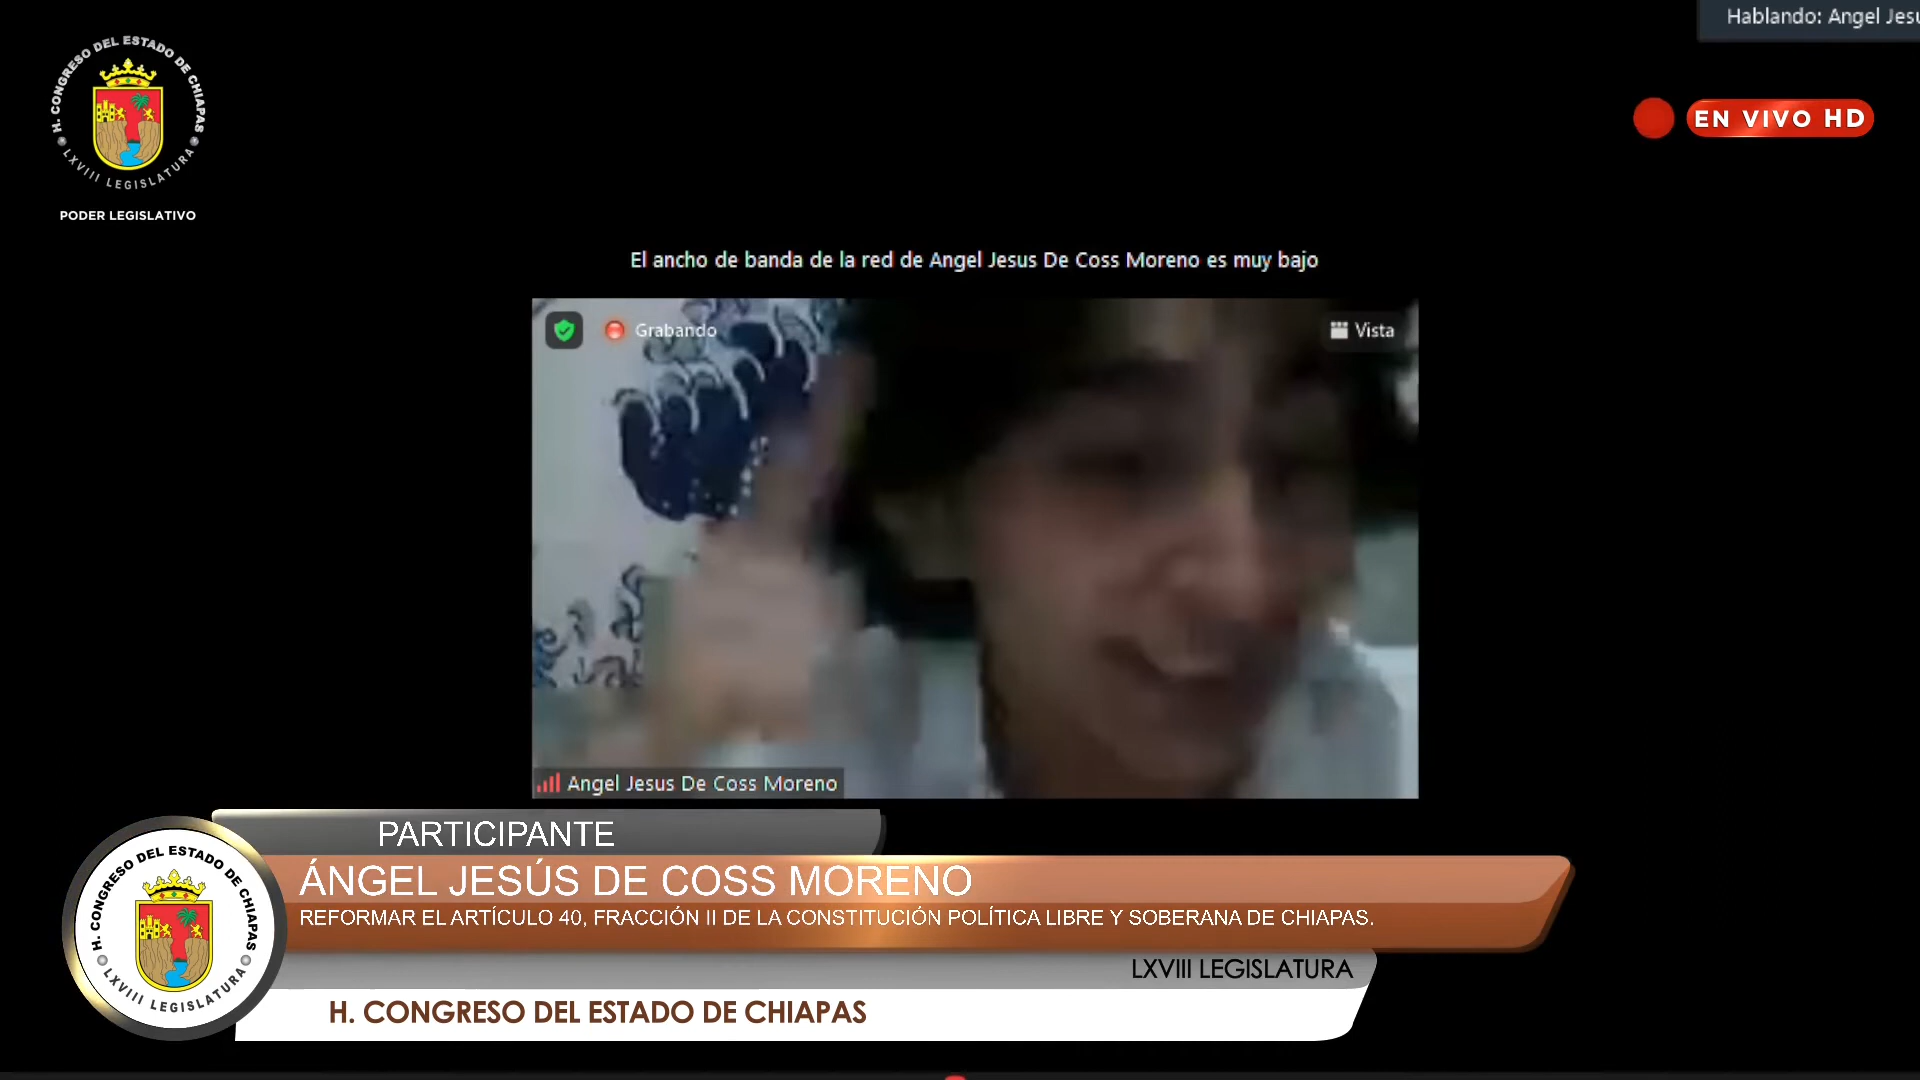 Hablando: Angel Jesu
H. CONGRESO DEL ESTADO DE CHIAPAS
LXVIII LEGISLATURA
PODER LEGISLATIVO
EN VIVO HD
El ancho de banda de la red de Angel Jesus De Coss Moreno es muy bajo
Grabando
Vista
Angel Jesus De Coss Moreno
PARTICIPANTE
ÁNGEL JESÚS DE COSS MORENO
REFORMAR EL ARTÍCULO 40, FRACCIÓN II DE LA CONSTITUCIÓN POLÍTICA LIBRE Y SOBERANA DE CHIAPAS.
H. CONGRESO DEL ESTADO DE CHIAPAS
LXVIII LEGISLATURA
LXVIII LEGISLATURA
H. CONGRESO DEL ESTADO DE CHIAPAS